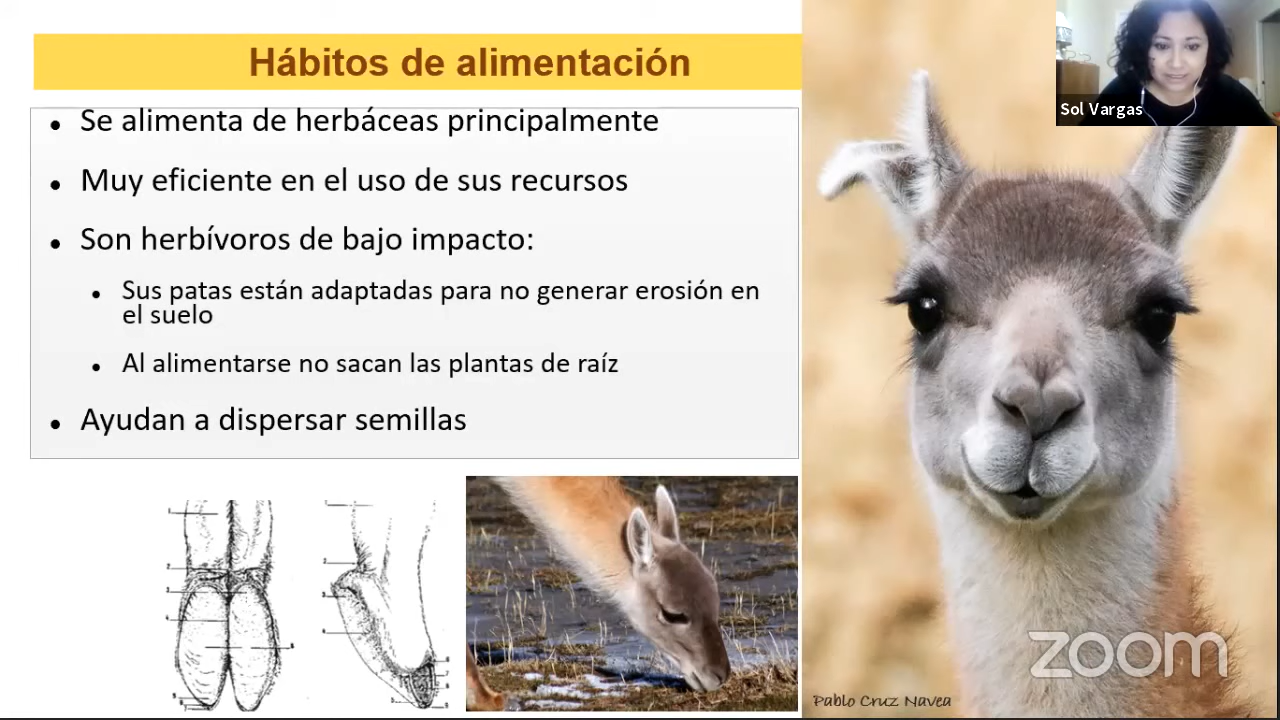 Hábitos de alimentación
Se alimenta de herbáceas principalmente
Muy eficiente en el uso de sus recursos
Son herbívoros de bajo impacto:
Sus patas están adaptadas para no generar erosión en
el suelo
Al alimentarse no sacan las plantas de raíz
Ayudan a dispersar semillas
Sol Vargas
zoom
Pablo Cruz Navea